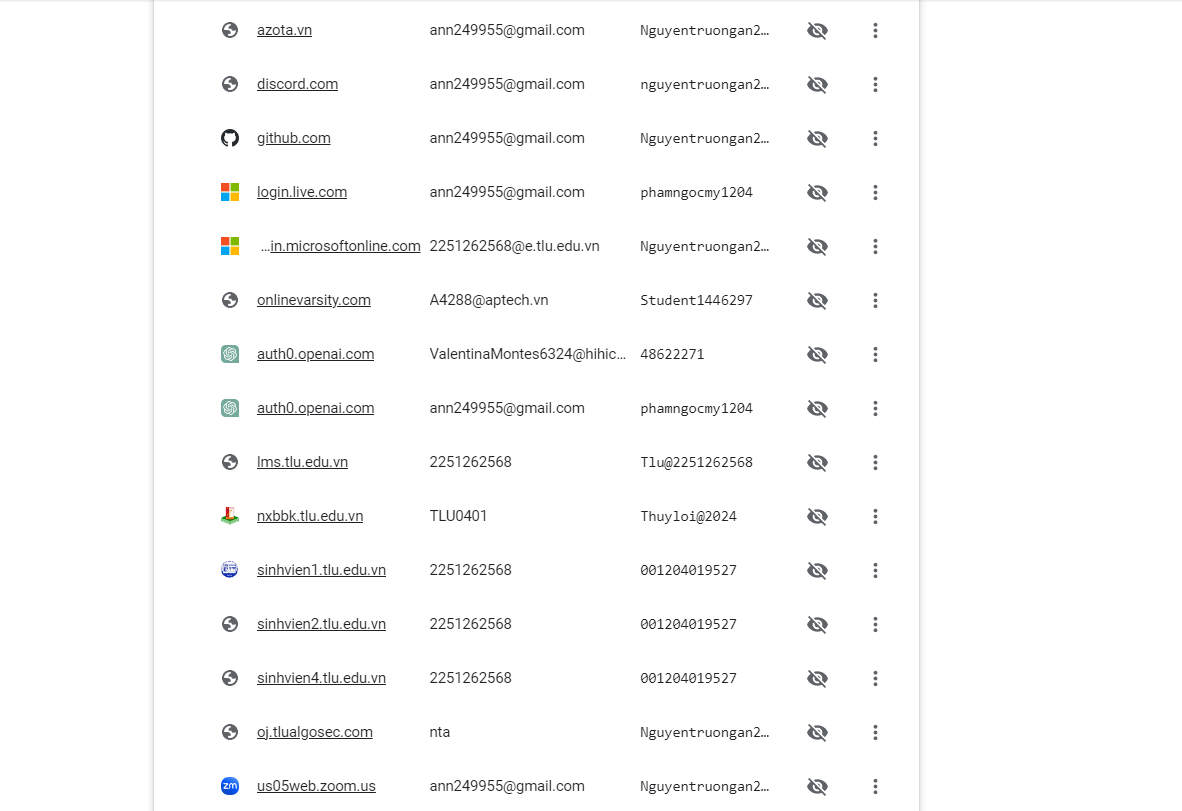 azota.vn ann249955@gmail.com Nguyentruongan2…
discord.com ann249955@gmail.com nguyentruongan2…
github.com ann249955@gmail.com Nguyentruongan2…
login.live.com ann249955@gmail.com phamngocmy1204
…in.microsoftonline.com 2251262568@e.tlu.edu.vn Nguyentruongan2…
onlinevarsity.com A4288@aptech.vn Student1446297
auth0.openai.com ValentinaMontes6324@hihic… 48622271
auth0.openai.com ann249955@gmail.com phamngocmy1204
lms.tlu.edu.vn 2251262568 Tlu@2251262568
nxbbk.tlu.edu.vn TLU0401 Thuyloi@2024
sinhvien1.tlu.edu.vn 2251262568 001204019527
sinhvien2.tlu.edu.vn 2251262568 001204019527
sinhvien4.tlu.edu.vn 2251262568 001204019527
oj.tlualgosec.com nta Nguyentruongan2…
zm us05web.zoom.us ann249955@gmail.com Nguyentruongan2…